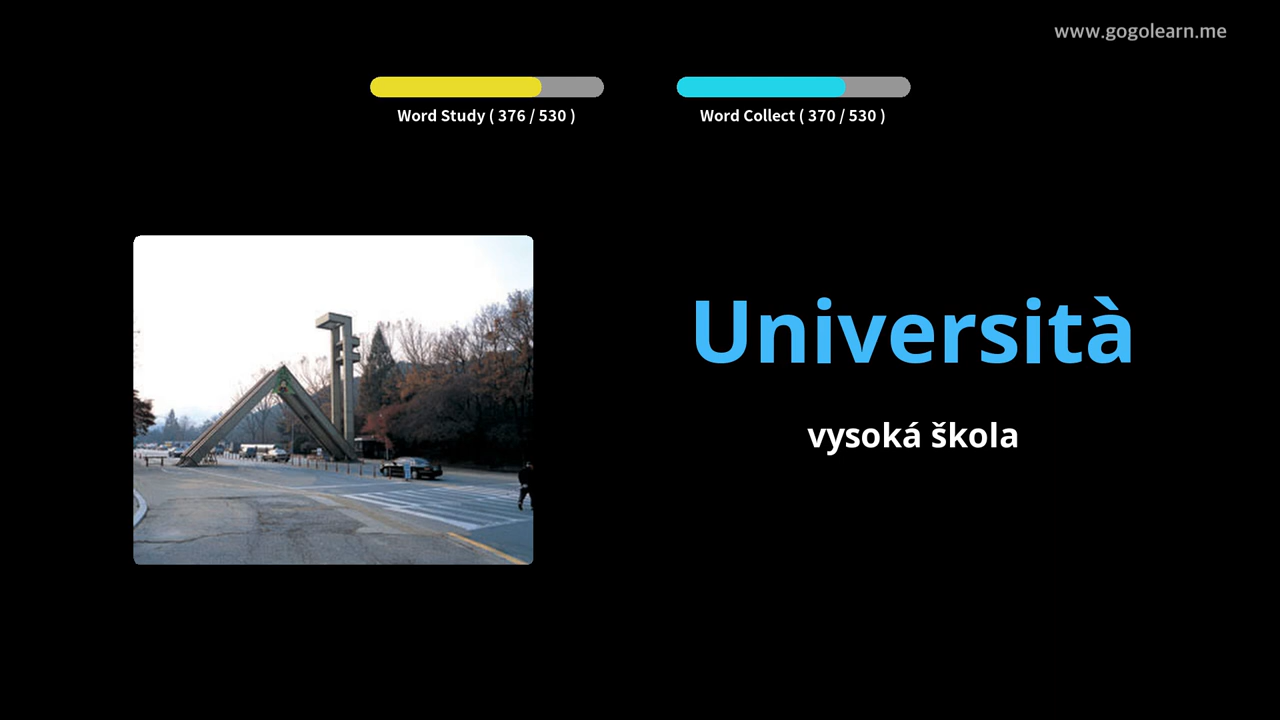 www.gogolearn.me
Word Study ( 376 / 530 )
Word Collect ( 370 / 530 )
Università
vysoká škola